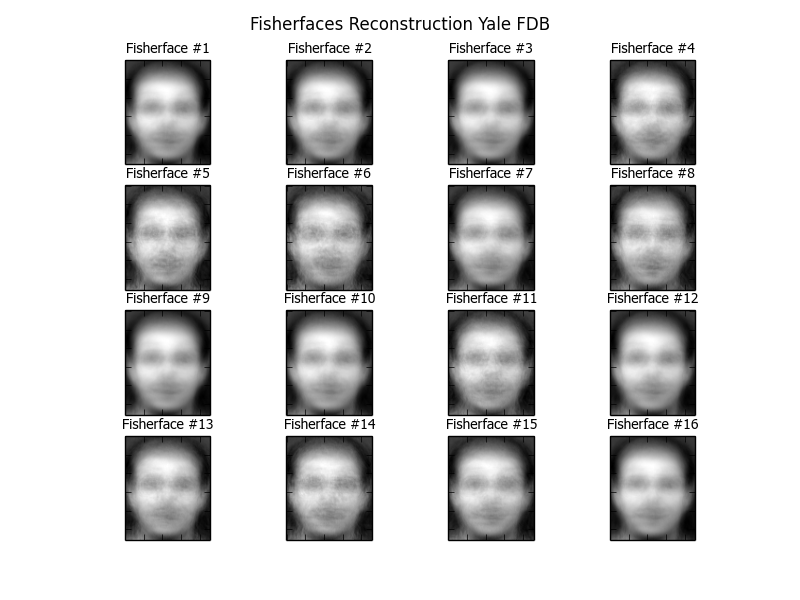 Fisherfaces Reconstruction Yale FDB
Fisherface #1 Fisherface #2 Fisherface #3 Fisherface #4
Fisherface #5 Fisherface #6 Fisherface #7 Fisherface #8
Fisherface #9 Fisherface #10 Fisherface #11 Fisherface #12
Fisherface #13 Fisherface #14 Fisherface #15 Fisherface #16